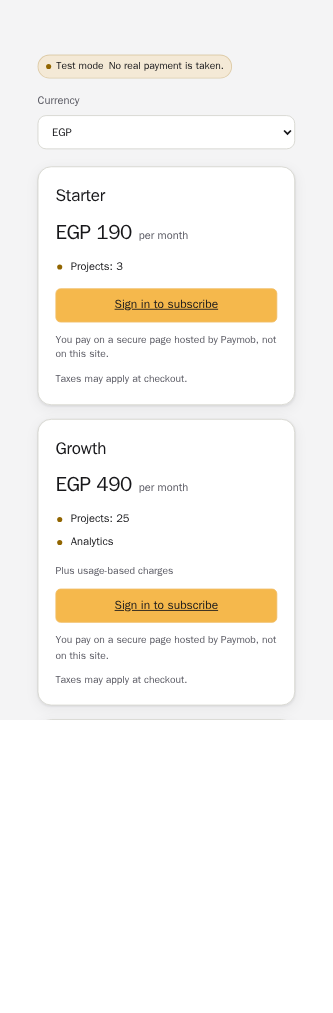 Test mode No real payment is taken.
Currency
EGP
Starter
EGP 190 per month
Projects: 3
Sign in to subscribe
You pay on a secure page hosted by Paymob, not
on this site.
Taxes may apply at checkout.
Growth
EGP 490 per month
Projects: 25
Analytics
Plus usage-based charges
Sign in to subscribe
You pay on a secure page hosted by Paymob, not
on this site.
Taxes may apply at checkout.